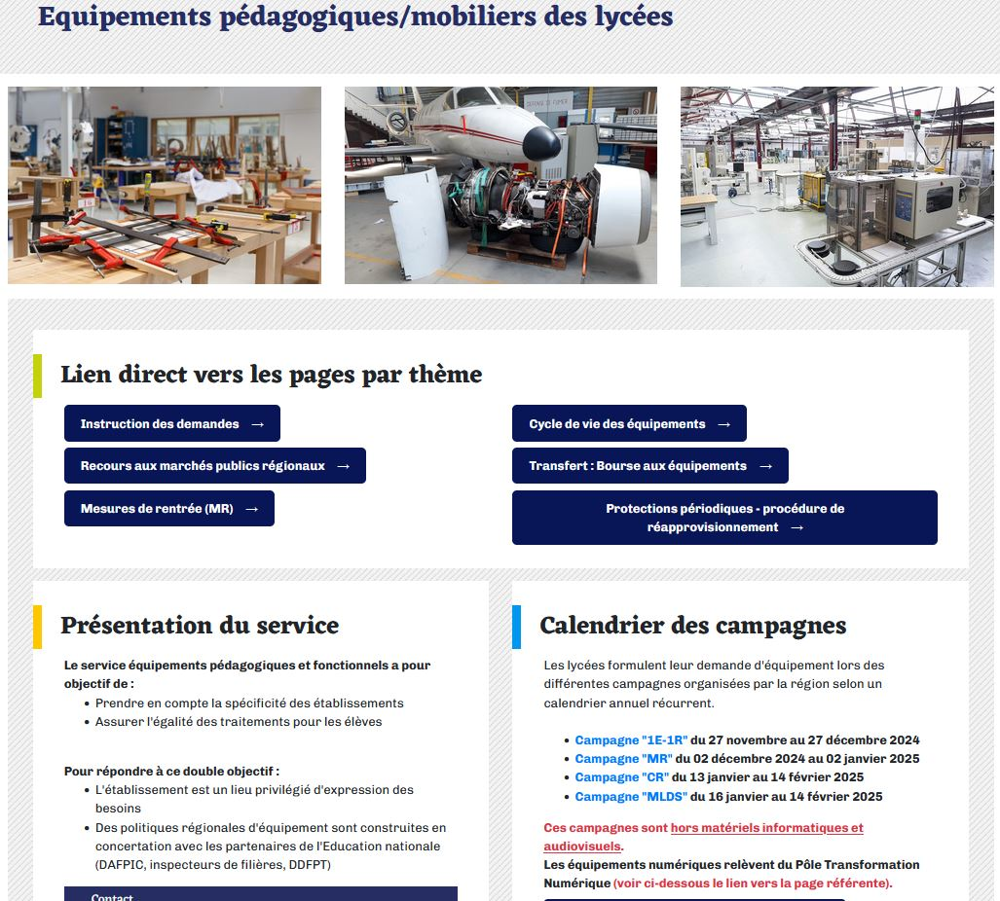 Equipements pédagogiques/mobiliers des lycées
DEFENSE DE FUMER
Lien direct vers les pages par thème
Instruction des demandes →
Cycle de vie des équipements →
Recours aux marchés publics régionaux →
Transfert : Bourse aux équipements →
Mesures de rentrée (MR) →
Protections périodiques - procédure de
réapprovisionnement →
Présentation du service
Le service équipements pédagogiques et fonctionnels a pour
objectif de :
• Prendre en compte la spécificité des établissements
• Assurer l'égalité des traitements pour les élèves
Pour répondre à ce double objectif :
• L'établissement est un lieu privilégié d'expression des
besoins
• Des politiques régionales d'équipement sont construites en
concertation avec les partenaires de l'Education nationale
(DAFPIC, inspecteurs de filières, DDFPT)
Contact
Calendrier des campagnes
Les lycées formulent leur demande d'équipement lors des
différentes campagnes organisées par la région selon un
calendrier annuel récurrent.
• Campagne "1E-1R" du 27 novembre au 27 décembre 2024
• Campagne "MR" du 02 décembre 2024 au 02 janvier 2025
• Campagne "CR" du 13 janvier au 14 février 2025
• Campagne "MLDS" du 16 janvier au 14 février 2025
Ces campagnes sont hors matériels informatiques et
audiovisuels.
Les équipements numériques relèvent du Pôle Transformation
Numérique (voir ci-dessous le lien vers la page référente).